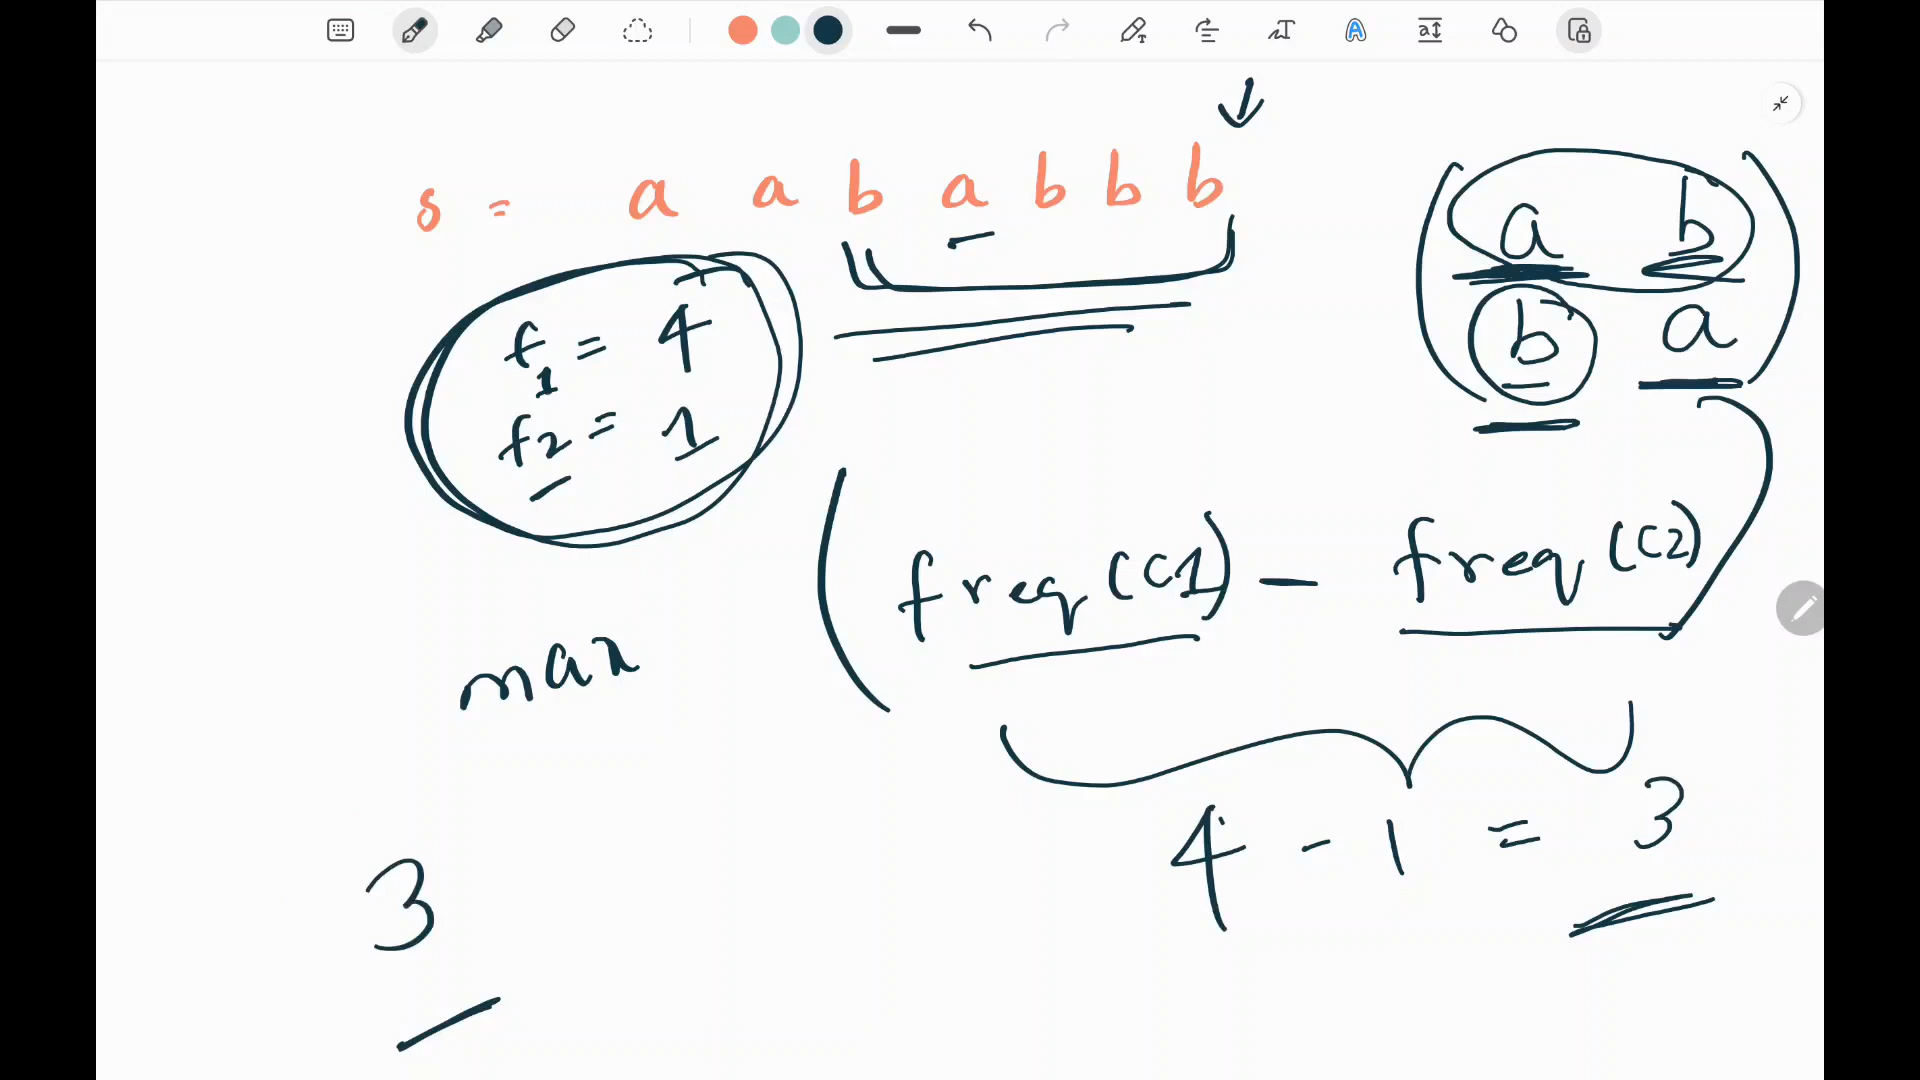 s = a a b a b b b
a b
b a
f1 = 4
f2 = 1
max ( freq (c1) - freq (c2)
4 - 1 = 3
3